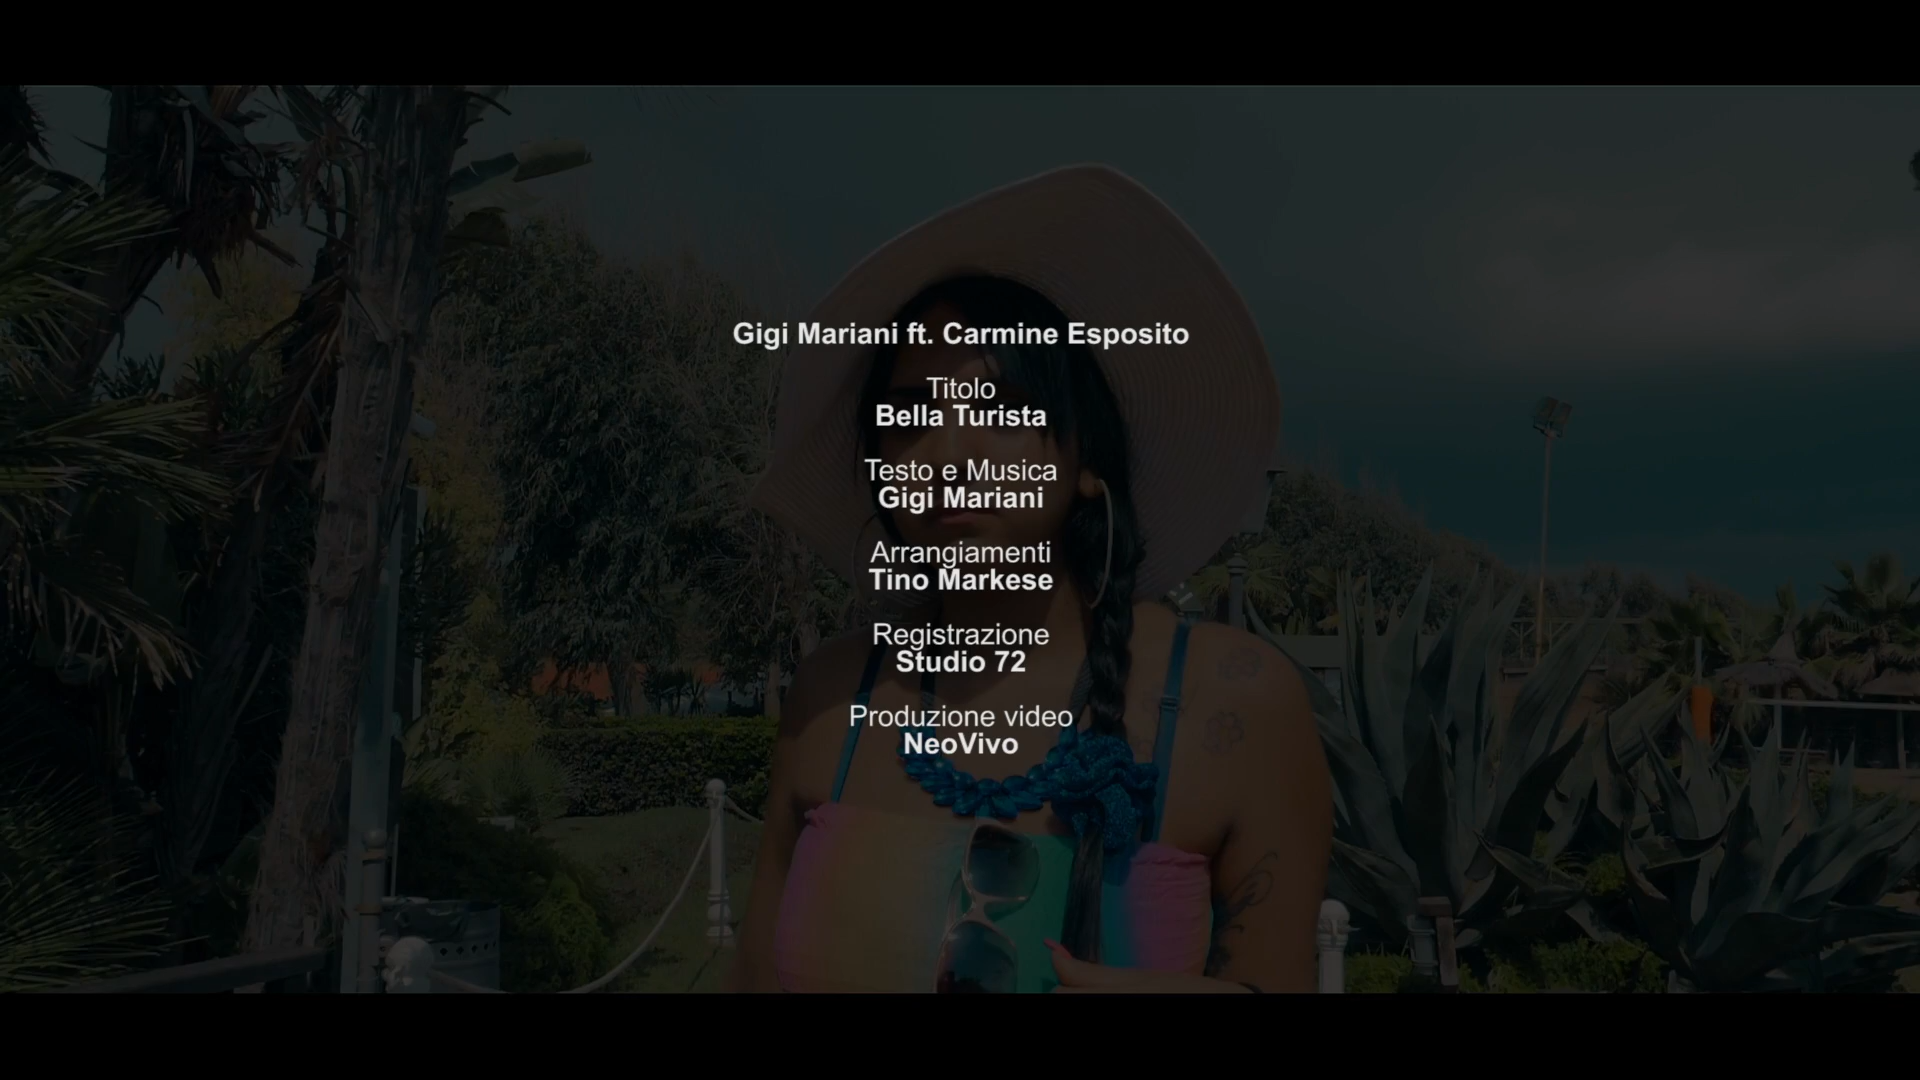 Gigi Mariani ft. Carmine Esposito
Titolo
Bella Turista
Testo e Musica
Gigi Mariani
Arrangiamenti
Tino Markese
Registrazione
Studio 72
Produzione video
NeoVivo